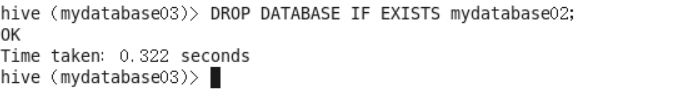 hive (mydatabase03)> DROP DATABASE IF EXISTS mydatabase02;
OK
Time taken: 0.322 seconds
hive (mydatabase03)>